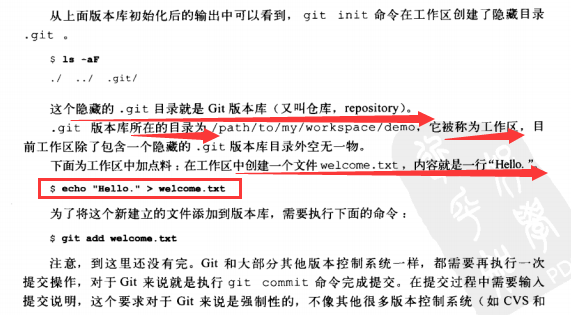 从上面版本库初始化后的输出中可以看到，git init 命令在工作区创建了隐藏目录
.git 。
$ ls -aF
./ ../ .git/
这个隐藏的 .git 目录就是 Git 版本库（又叫仓库，repository）。
.git 版本库所在的目录为 /path/to/my/workspace/demo，它被称为工作区，目
前工作区除了包含一个隐藏的 .git 版本库目录外空无一物。
下面为工作区中加点料：在工作区中创建一个文件 welcome.txt，内容就是一行“Hello.”
$ echo "Hello." > welcome.txt
为了将这个新建立的文件添加到版本库，需要执行下面的命令：
$ git add welcome.txt
注意，到这里还没有完。Git 和大部分其他版本控制系统一样，都需要再执行一次
提交操作，对于 Git 来说就是执行 git commit 命令完成提交。在提交过程中需要输入
提交说明，这个要求对于 Git 来说是强制性的，不像其他很多版本控制系统（如 CVS 和